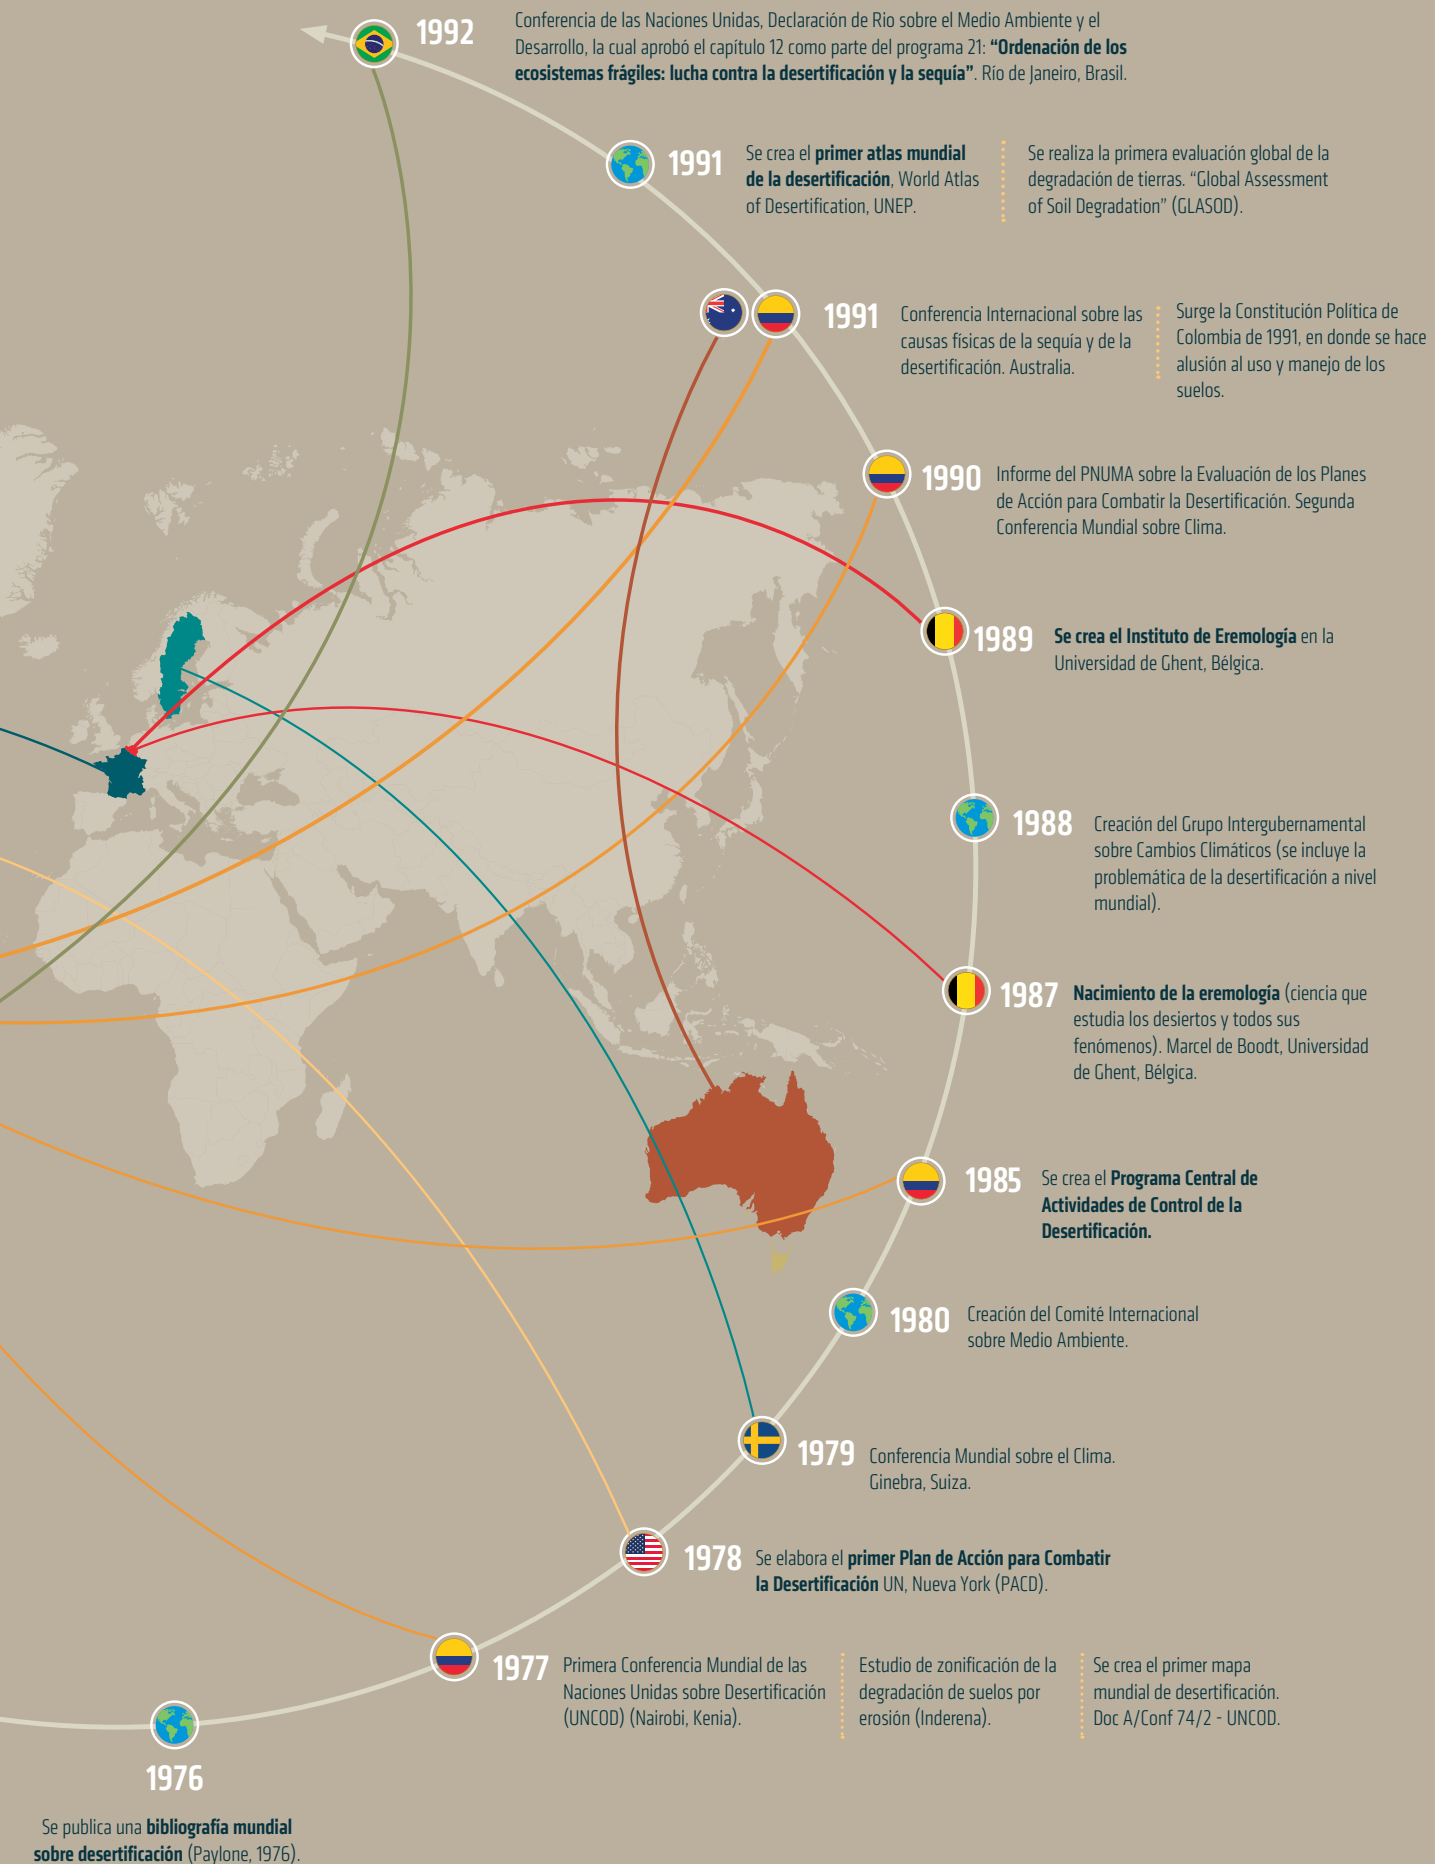 1992
Conferencia de las Naciones Unidas, Declaración de Rio sobre el Medio Ambiente y el
Desarrollo, la cual aprobó el capítulo 12 como parte del programa 21: “Ordenación de los
ecosistemas frágiles: lucha contra la desertificación y la sequía”. Río de Janeiro, Brasil.
1991
Se crea el primer atlas mundial
de la desertificación, World Atlas
of Desertification, UNEP.
Se realiza la primera evaluación global de la
degradación de tierras. “Global Assessment
of Soil Degradation” (GLASOD).
1991
Conferencia Internacional sobre las
causas físicas de la sequía y de la
desertificación. Australia.
Surge la Constitución Política de
Colombia de 1991, en donde se hace
alusión al uso y manejo de los
suelos.
1990
Informe del PNUMA sobre la Evaluación de los Planes
de Acción para Combatir la Desertificación. Segunda
Conferencia Mundial sobre Clima.
1989
Se crea el Instituto de Eremología en la
Universidad de Ghent, Bélgica.
1988
Creación del Grupo Intergubernamental
sobre Cambios Climáticos (se incluye la
problemática de la desertificación a nivel
mundial).
1987
Nacimiento de la eremología (ciencia que
estudia los desiertos y todos sus
fenómenos). Marcel de Boodt, Universidad
de Ghent, Bélgica.
1985
Se crea el Programa Central de
Actividades de Control de la
Desertificación.
1980
Creación del Comité Internacional
sobre Medio Ambiente.
1979
Conferencia Mundial sobre el Clima.
Ginebra, Suiza.
1978
Se elabora el primer Plan de Acción para Combatir
la Desertificación UN, Nueva York (PACD).
1977
Primera Conferencia Mundial de las
Naciones Unidas sobre Desertificación
(UNCOD) (Nairobi, Kenia).
Estudio de zonificación de la
degradación de suelos por
erosión (Inderena).
Se crea el primer mapa
mundial de desertificación.
Doc A/Conf 74/2 - UNCOD.
1976
Se publica una bibliografía mundial
sobre desertificación (Paylone, 1976).